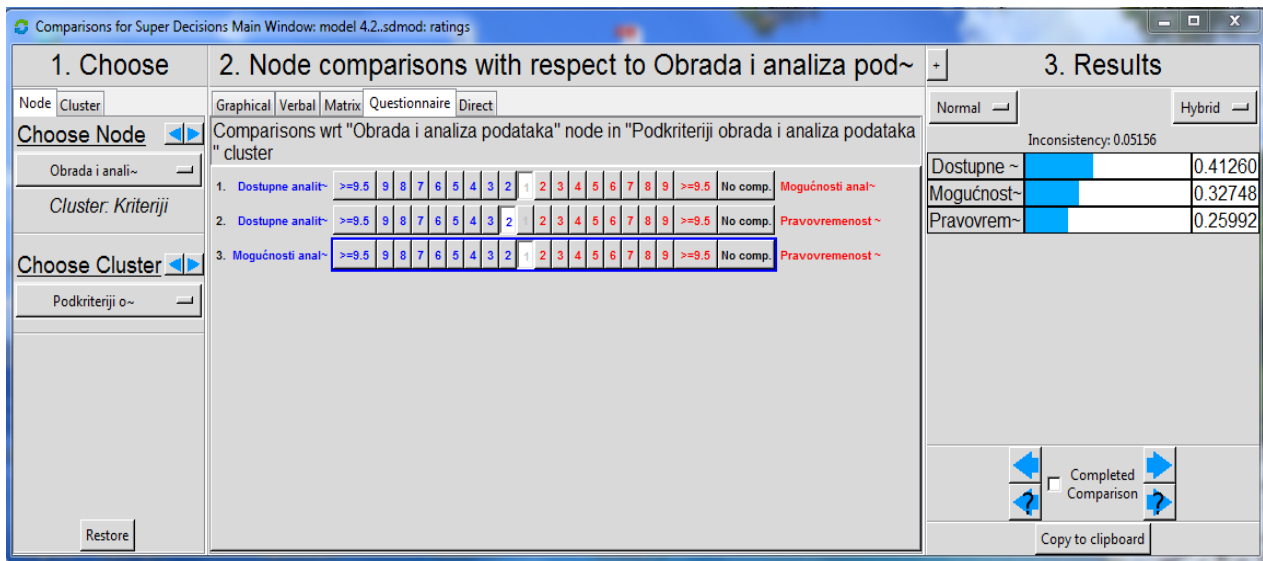 Comparisons for Super Decisions Main Window: model 4.2..sdmod: ratings
1. Choose
Node Cluster
Choose Node
Obrada i anali~
Cluster: Kriteriji
Choose Cluster
Podkriteriji o~
Restore
2. Node comparisons with respect to Obrada i analiza pod~
Graphical Verbal Matrix Questionnaire Direct
Comparisons wrt "Obrada i analiza podataka" node in "Podkriteriji obrada i analiza podataka
" cluster
1. Dostupne analit~ >=9.5 9 8 7 6 5 4 3 2 1 2 3 4 5 6 7 8 9 >=9.5 No comp. Mogućnosti anal~
2. Dostupne analit~ >=9.5 9 8 7 6 5 4 3 2 1 2 3 4 5 6 7 8 9 >=9.5 No comp. Pravovremenost ~
3. Mogućnosti anal~ >=9.5 9 8 7 6 5 4 3 2 1 2 3 4 5 6 7 8 9 >=9.5 No comp. Pravovremenost ~
+ 3. Results
Normal Hybrid
Inconsistency: 0.05156
Dostupne ~ 0.41260
Mogućnost~ 0.32748
Pravovrem~ 0.25992
Completed
Comparison
? ?
Copy to clipboard